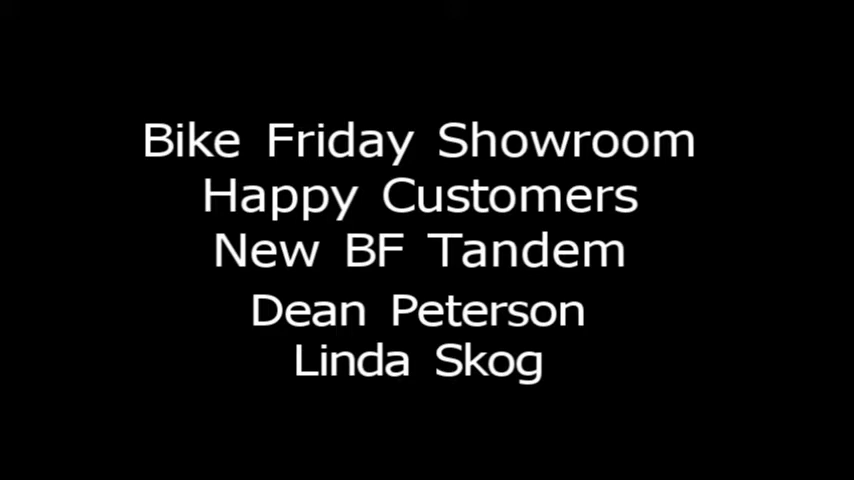 Bike Friday Showroom
Happy Customers
New BF Tandem
Dean Peterson
Linda Skog